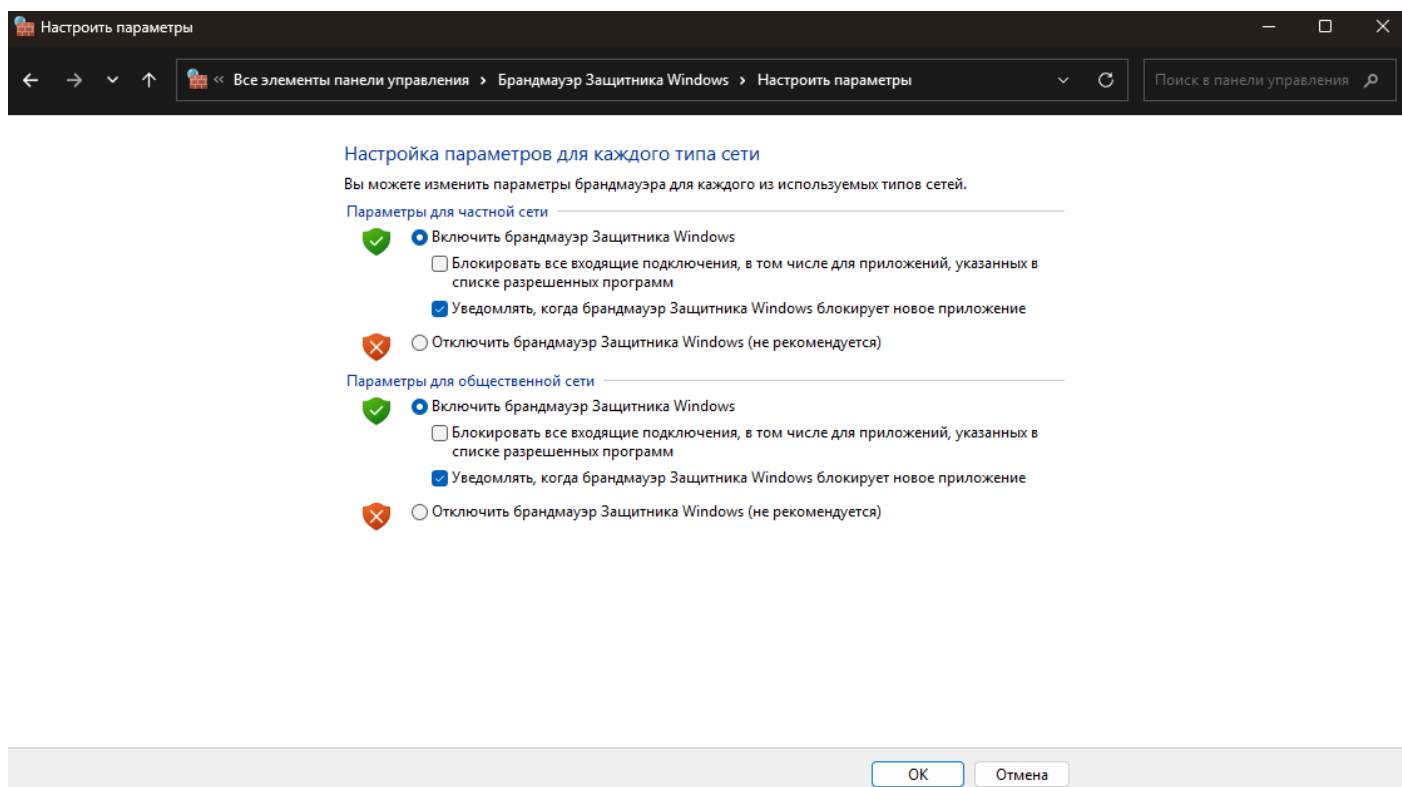 Настроить параметры
« Все элементы панели управления > Брандмауэр Защитника Windows > Настроить параметры
Поиск в панели управления
Настройка параметров для каждого типа сети
Вы можете изменить параметры брандмауэра для каждого из используемых типов сетей.
Параметры для частной сети
Включить брандмауэр Защитника Windows
Блокировать все входящие подключения, в том числе для приложений, указанных в
списке разрешенных программ
Уведомлять, когда брандмауэр Защитника Windows блокирует новое приложение
Отключить брандмауэр Защитника Windows (не рекомендуется)
Параметры для общественной сети
Включить брандмауэр Защитника Windows
Блокировать все входящие подключения, в том числе для приложений, указанных в
списке разрешенных программ
Уведомлять, когда брандмауэр Защитника Windows блокирует новое приложение
Отключить брандмауэр Защитника Windows (не рекомендуется)
ОК
Отмена